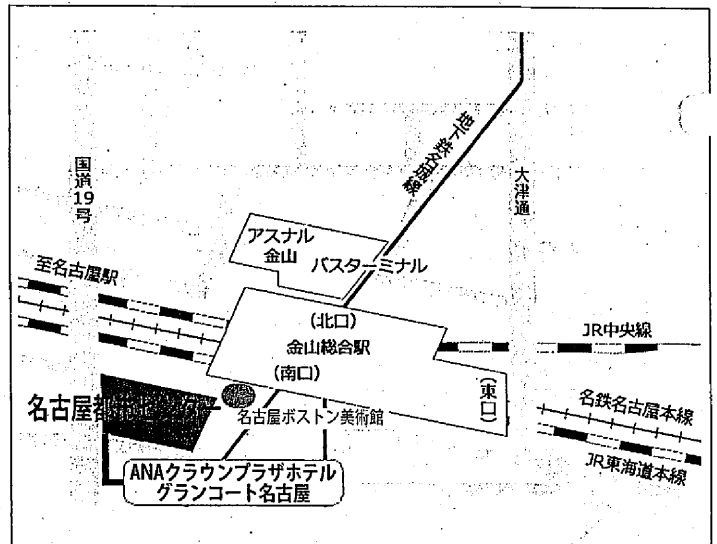 地下鉄名城線
国道19号
大津通
アスナル
金山
バスターミナル
至名古屋駅
(北口)
金山総合駅
(南口)
(東口)
JR中央線
名古屋
名古屋ボストン美術館
名鉄名古屋本線
JR東海道本線
ANAクラウンプラザホテル
グランコート名古屋